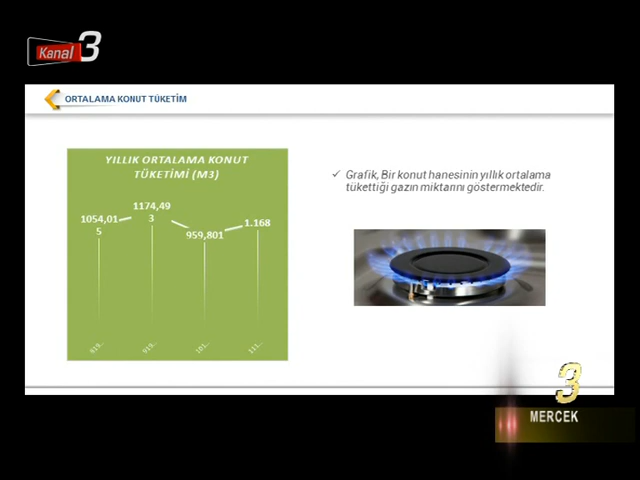 Kanal 3
ORTALAMA KONUT TÜKETİM
YILLIK ORTALAMA KONUT
TÜKETİMİ (M3)
1054,01
5
1174,49
3
959,801
1.168
✓ Grafik, Bir konut hanesinin yıllık ortalama
tükettiği gazın miktarını göstermektedir.
3
MERCEK